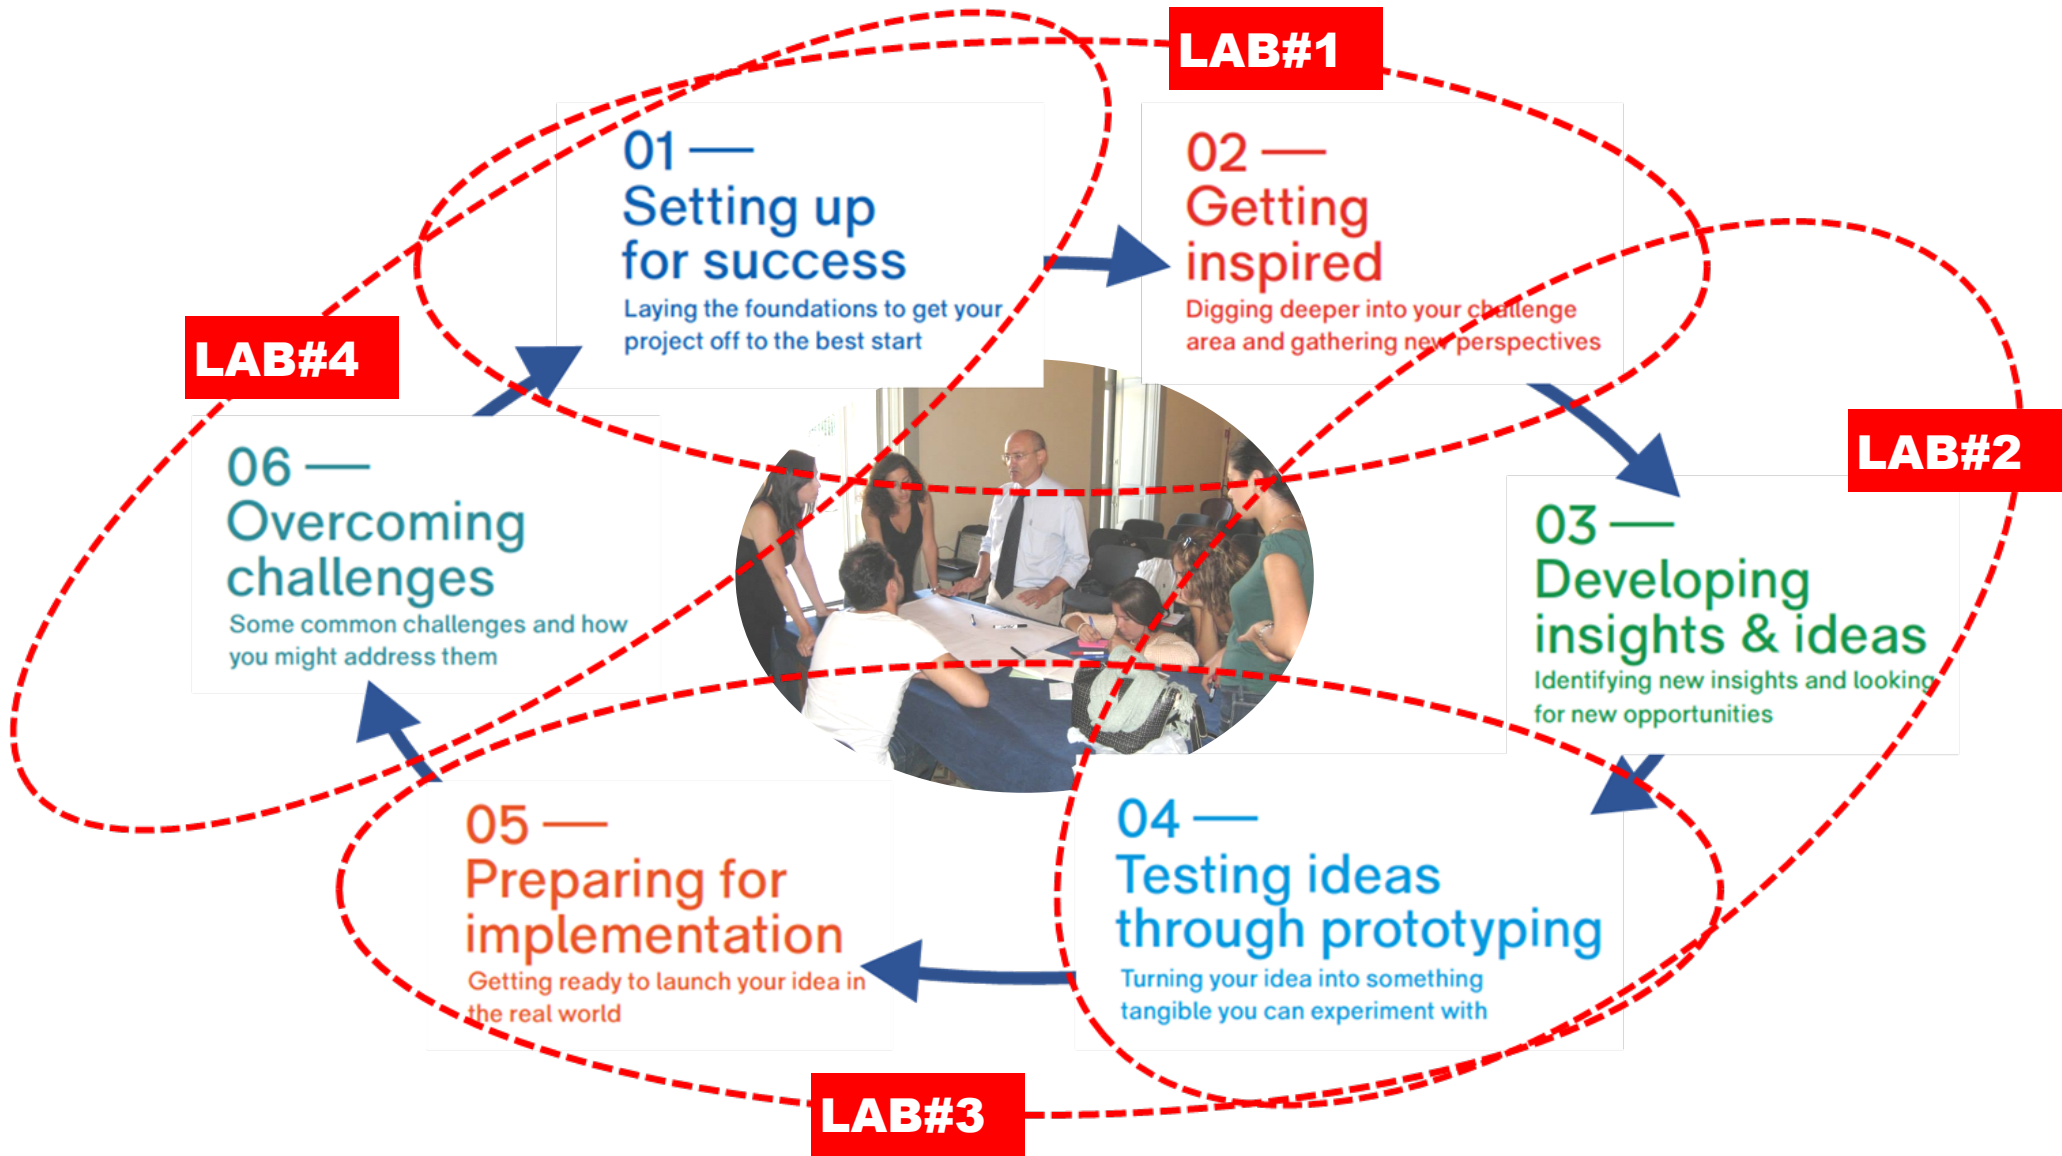 LAB#1
01 —
Setting up
for success
Laying the foundations to get your
project off to the best start
02 —
Getting
inspired
Digging deeper into your challenge
area and gathering new perspectives
LAB#2
03 —
Developing
insights & ideas
Identifying new insights and looking
for new opportunities
04 —
Testing ideas
through prototyping
Turning your idea into something
tangible you can experiment with
LAB#3
05 —
Preparing for
implementation
Getting ready to launch your idea in
the real world
LAB#4
06 —
Overcoming
challenges
Some common challenges and how
you might address them